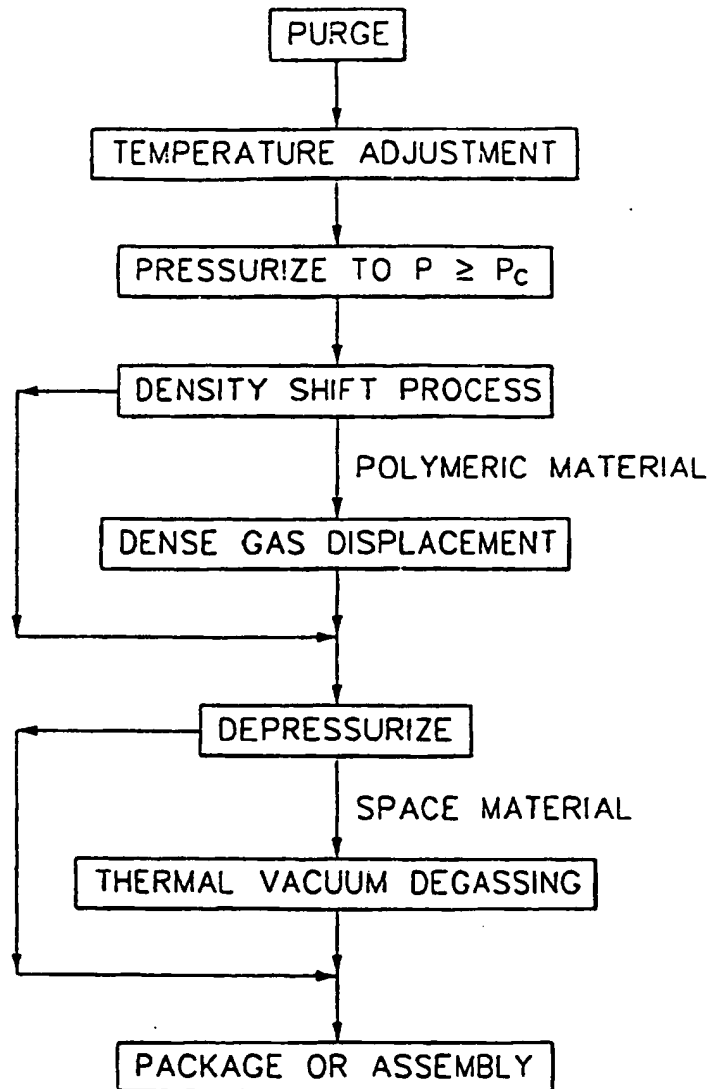 PURGE
TEMPERATURE ADJUSTMENT
PRESSURIZE TO P ≥ Pc
DENSITY SHIFT PROCESS
POLYMERIC MATERIAL
DENSE GAS DISPLACEMENT
DEPRESSURIZE
SPACE MATERIAL
THERMAL VACUUM DEGASSING
PACKAGE OR ASSEMBLY